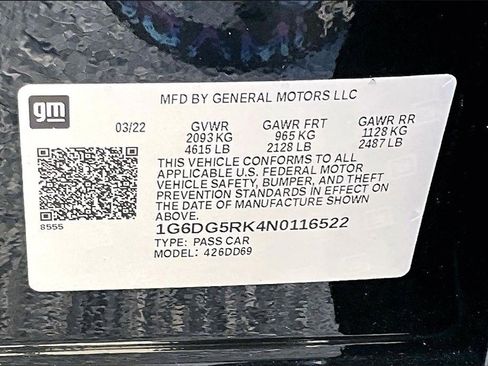 gm
MFD BY GENERAL MOTORS LLC
03/22 GVWR GAWR FRT GAWR RR
2093 KG 965 KG 1128 KG
4615 LB 2128 LB 2487 LB
THIS VEHICLE CONFORMS TO ALL
APPLICABLE U.S. FEDERAL MOTOR
VEHICLE SAFETY, BUMPER, AND THEFT
PREVENTION STANDARDS IN EFFECT ON
THE DATE OF MANUFACTURE SHOWN
ABOVE.
8555
1G6DG5RK4N0116522
TYPE: PASS CAR
MODEL: 426DD69